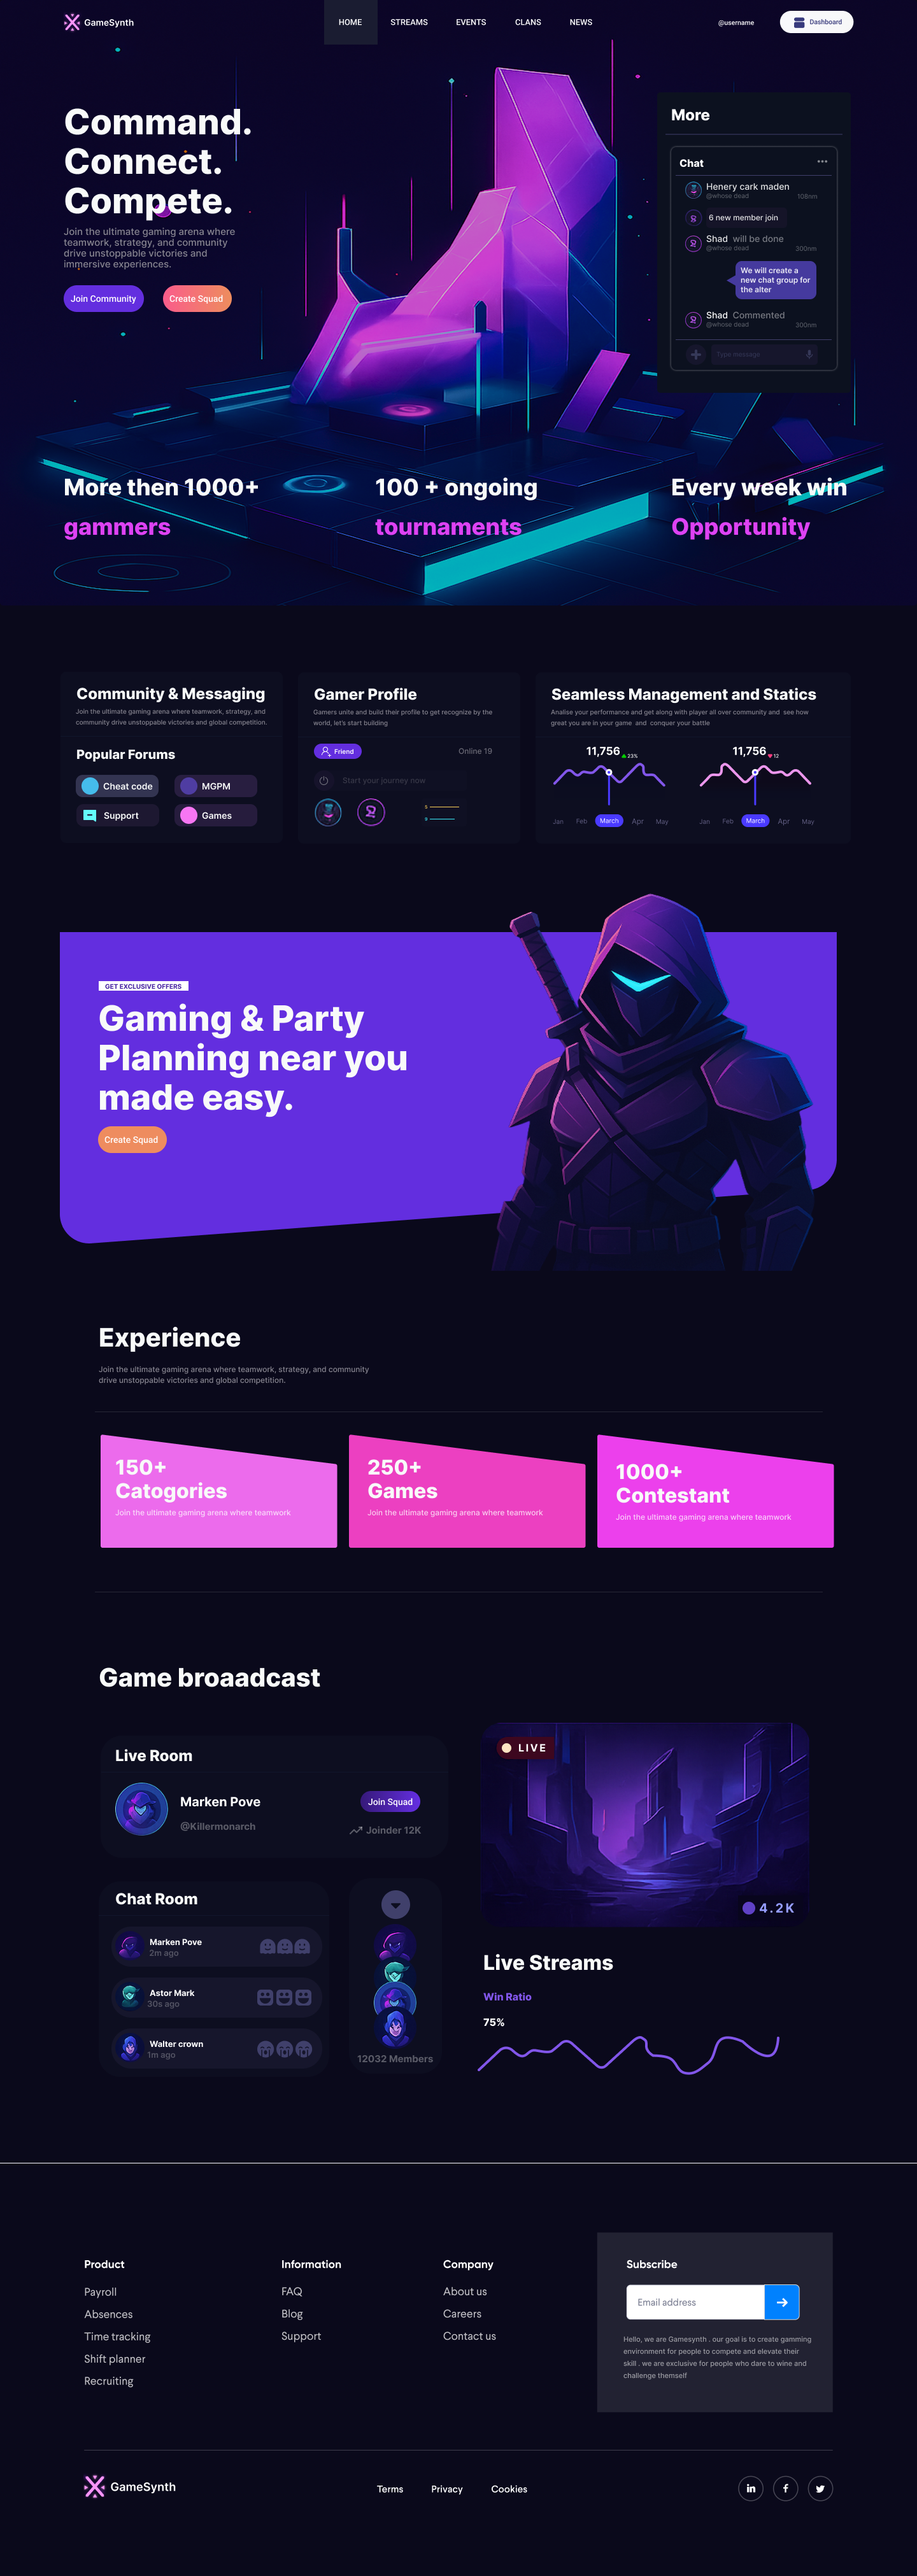 GameSynth
HOME
STREAMS
EVENTS
CLANS
NEWS
@username
Dashboard
Command.
Connect.
Compete.
Join the ultimate gaming arena where
teamwork, strategy, and community
drive unstoppable victories and
immersive experiences.
Join Community
Create Squad
More
Chat
Henery cark maden
@whose dead
108nm
6 new member join
Shad will be done
@whose dead
300nm
We will create a
new chat group for
the alter
Shad Commented
@whose dead
300nm
Type message
More then 1000+
gammers
100 + ongoing
tournaments
Every week win
Opportunity
Community & Messaging
Join the ultimate gaming arena where teamwork, strategy, and
community drive unstoppable victories and global competition.
Popular Forums
Cheat code
MGPM
Support
Games
Gamer Profile
Gamers unite and build their profile to get recognize by the
world, let's start building
Friend
Online 19
Start your journey now
Seamless Management and Statics
Analise your performance and get along with player all over community and see how
great you are in your game and conquer your battle
11,756
23%
Jan
Feb
March
Apr
May
11,756
12
Jan
Feb
March
Apr
May
GET EXCLUSIVE OFFERS
Gaming & Party
Planning near you
made easy.
Create Squad
Experience
Join the ultimate gaming arena where teamwork, strategy, and community
drive unstoppable victories and global competition.
150+
Catogories
Join the ultimate gaming arena where teamwork
250+
Games
Join the ultimate gaming arena where teamwork
1000+
Contestant
Join the ultimate gaming arena where teamwork
Game broaadcast
Live Room
Marken Pove
@Killermonarch
Join Squad
Joinder 12K
Chat Room
Marken Pove
2m ago
Astor Mark
30s ago
Walter crown
1m ago
12032 Members
LIVE
4.2K
Live Streams
Win Ratio
75%
Product
Payroll
Absences
Time tracking
Shift planner
Recruiting
Information
FAQ
Blog
Support
Company
About us
Careers
Contact us
Subscribe
Email address
Hello, we are Gamesynth . our goal is to create gamming
environment for people to compete and elevate their
skill . we are exclusive for people who dare to wine and
challenge themself
GameSynth
Terms
Privacy
Cookies